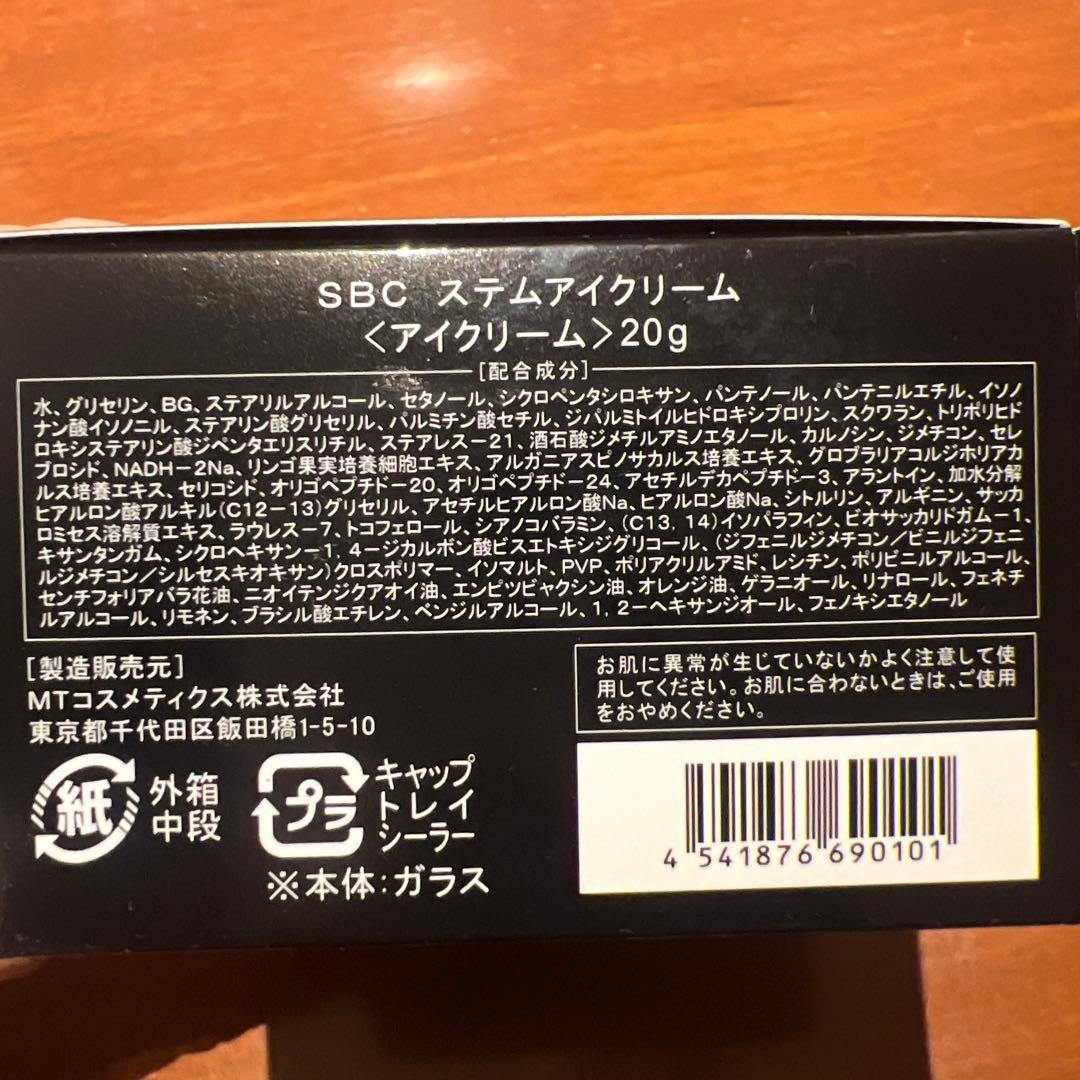 SBC ステムアイクリーム
<アイクリーム>20g
[配合成分]
水、グリセリン、BG、ステアリルアルコール、セタノール、シクロペンタシロキサン、パンテノール、パンテニルエチル、イソノ
ナン酸イソノニル、ステアリン酸グリセリル、パルミチン酸セチル、ジパルミトイルヒドロキシプロリン、スクワラン、トリポリヒド
ロキシステアリン酸ジペンタエリスリチル、ステアレス-21、酒石酸ジメチルアミノエタノール、カルノシン、ジメチコン、セレ
ブロシド、NADH-2Na、リンゴ果実培養細胞エキス、アルガニアスピノサカルス培養エキス、グロブラリアコルジホリアカ
ルス培養エキス、セリコシド、オリゴペプチド-20、オリゴペプチド-24、アセチルデカペプチド-3、アラントイン、加水分解
ヒアルロン酸アルキル(C12-13)グリセリル、アセチルヒアルロン酸Na、ヒアルロン酸Na、シトルリン、アルギニン、サッカ
ロミセス溶解質エキス、ラウレス-7、トコフェロール、シアノコバラミン、(C13, 14)イソパラフィン、ビオサッカリドガム-1、
キサンタンガム、シクロヘキサン-1, 4-ジカルボン酸ビスエトキシジグリコール、(ジフェニルジメチコン/ビニルジフェニ
ルジメチコン/シルセスキオキサン)クロスポリマー、イソマルト、PVP、ポリアクリルアミド、レシチン、ポリビニルアルコール、
センチフォリアバラ花油、ニオイテンジクアオイ油、エンピツビャクシン油、オレンジ油、ゲラニオール、リナロール、フェネチ
ルアルコール、リモネン、ブラシル酸エチレン、ベンジルアルコール、1, 2-ヘキサンジオール、フェノキシエタノール
[製造販売元]
MTコスメティクス株式会社
東京都千代田区飯田橋1-5-10
お肌に異常が生じていないかよく注意して使
用してください。お肌に合わないときは、ご使用
をおやめください。
紙
外箱
中段
プラ
キャップ
トレイ
シーラー
※本体:ガラス
4 541876 690101